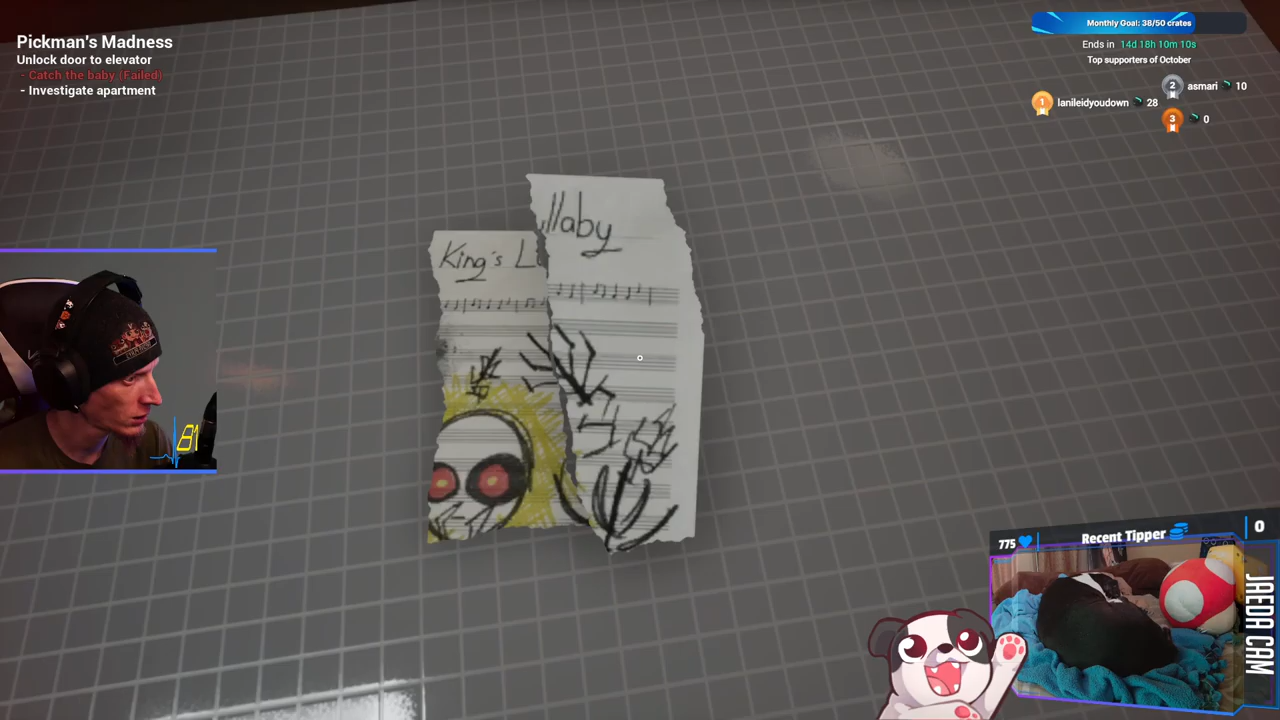 Pickman's Madness
Unlock door to elevator
- Catch the baby (Failed)
- Investigate apartment
Monthly Goal: 38/50 crates
Ends in 14d 18h 10m 10s
Top supporters of October
1 lanileidyoudown 28
2 asmari 10
3 0
King's Lullaby
81
775
Recent Tipper
0
JAEDA CAM